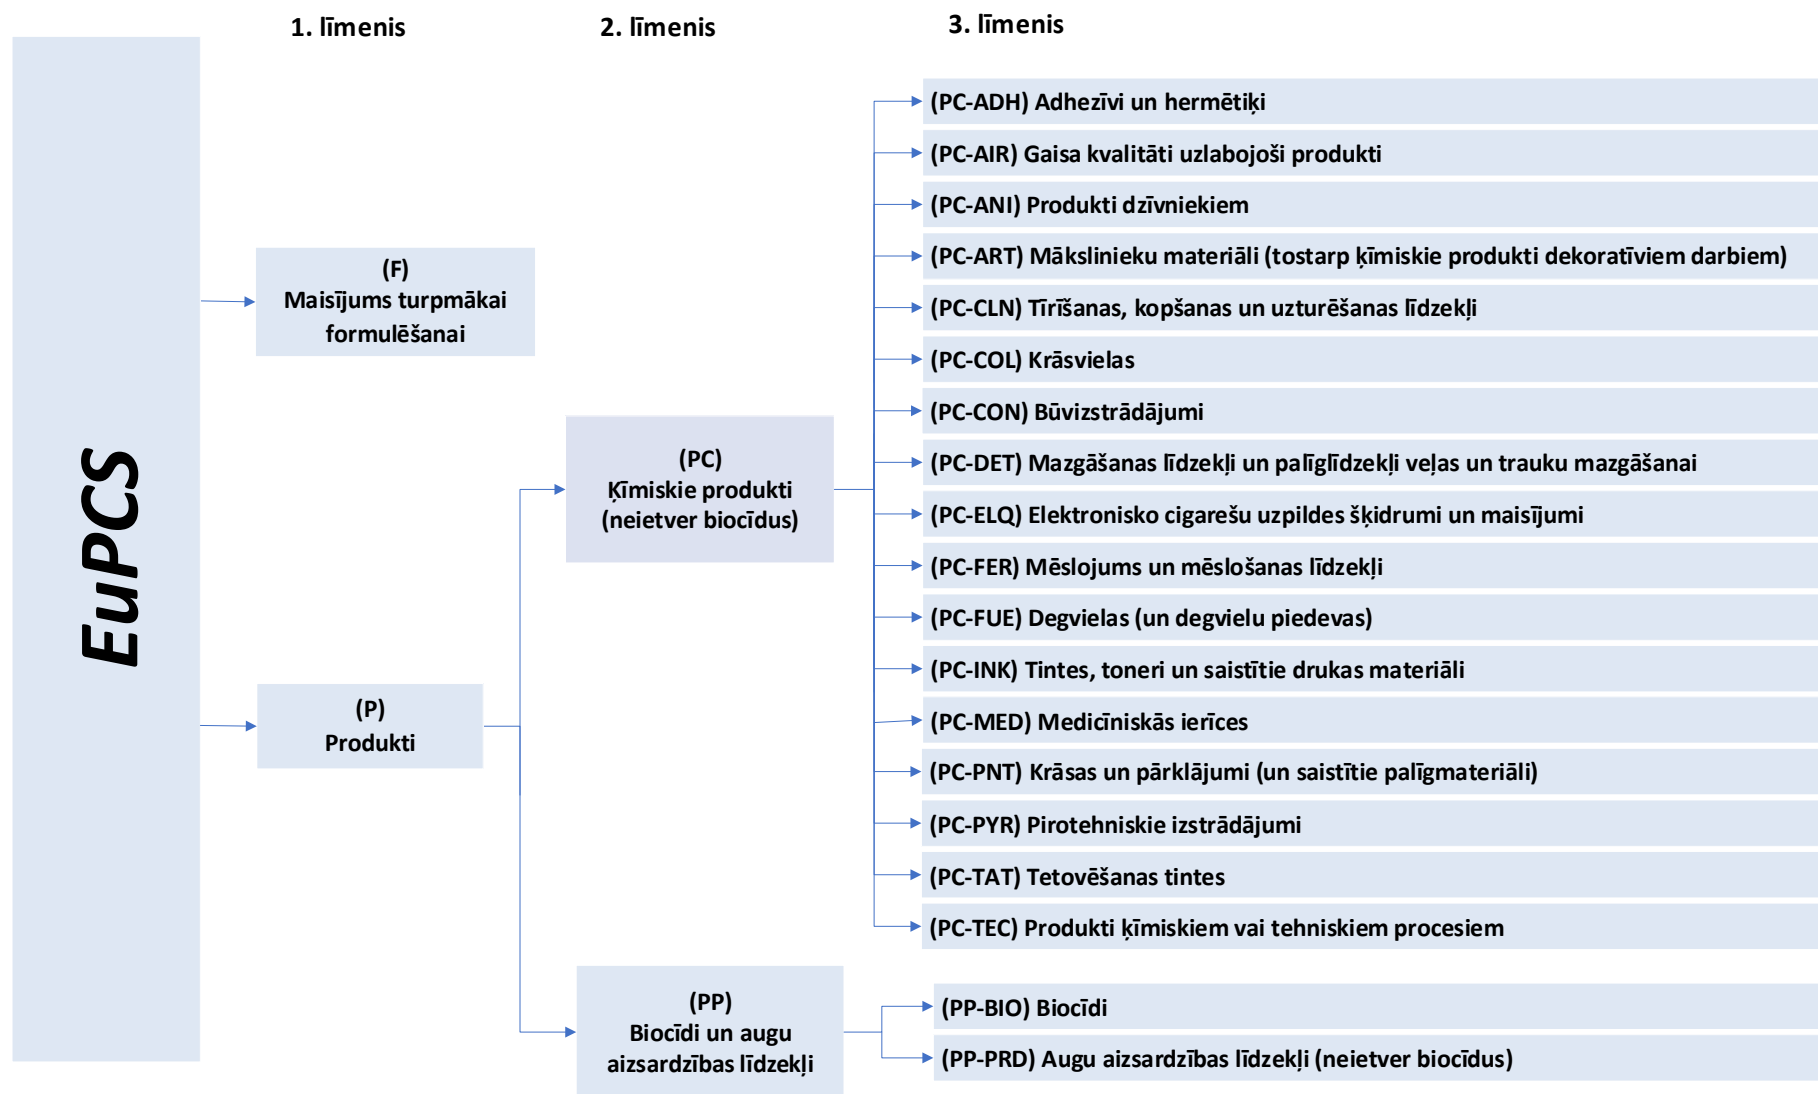 1. līmenis
2. līmenis
3. līmenis
EuPCS
(F)
Maisījums turpmākai
formulēšanai
(P)
Produkti
(PC)
Ķīmiskie produkti
(neietver biocīdus)
(PP)
Biocīdi un augu
aizsardzības līdzekļi
(PC-ADH) Adhezīvi un hermētiķi
(PC-AIR) Gaisa kvalitāti uzlabojoši produkti
(PC-ANI) Produkti dzīvniekiem
(PC-ART) Mākslinieku materiāli (tostarp ķīmiskie produkti dekoratīviem darbiem)
(PC-CLN) Tīrīšanas, kopšanas un uzturēšanas līdzekļi
(PC-COL) Krāsvielas
(PC-CON) Būvizstrādājumi
(PC-DET) Mazgāšanas līdzekļi un palīglīdzekļi veļas un trauku mazgāšanai
(PC-ELQ) Elektronisko cigarešu uzpildes šķidrumi un maisījumi
(PC-FER) Mēslojums un mēslošanas līdzekļi
(PC-FUE) Degvielas (un degvielu piedevas)
(PC-INK) Tintes, toneri un saistītie drukas materiāli
(PC-MED) Medicīniskās ierīces
(PC-PNT) Krāsas un pārklājumi (un saistītie palīgmateriāli)
(PC-PYR) Pirotehniskie izstrādājumi
(PC-TAT) Tetovēšanas tintes
(PC-TEC) Produkti ķīmiskiem vai tehniskiem procesiem
(PP-BIO) Biocīdi
(PP-PRD) Augu aizsardzības līdzekļi (neietver biocīdus)